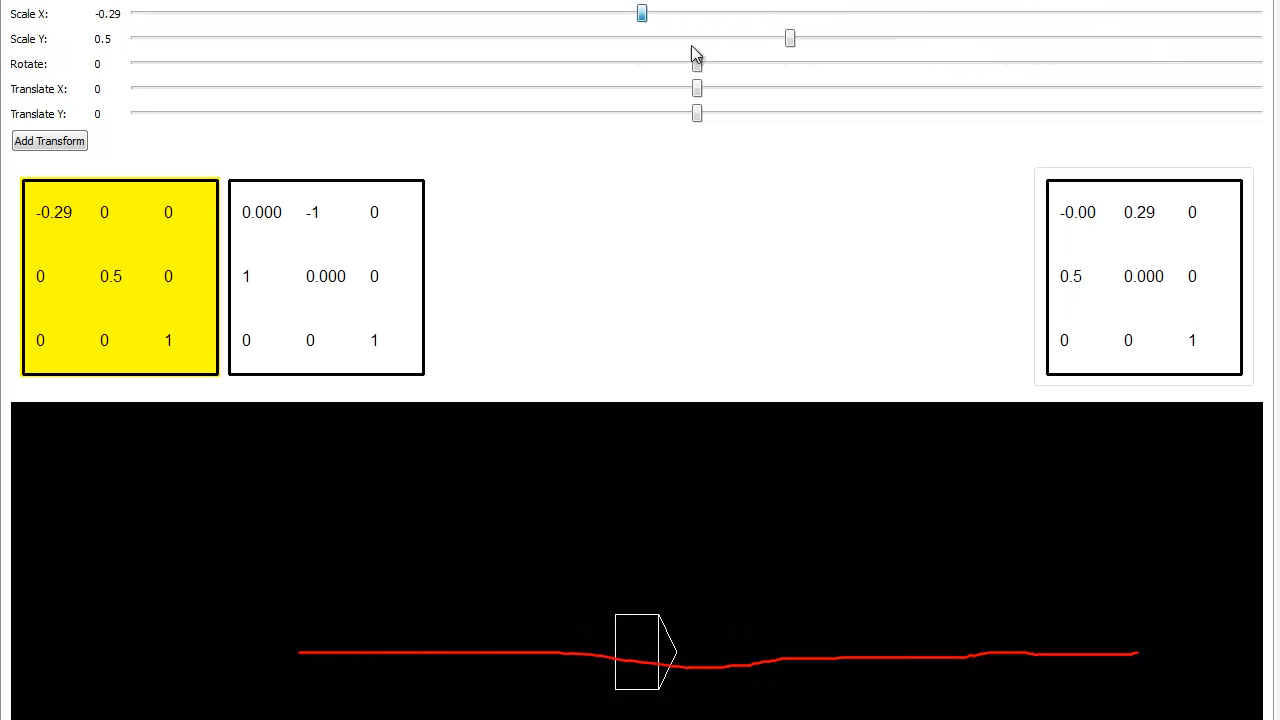 Scale X: -0.29
Scale Y: 0.5
Rotate: 0
Translate X: 0
Translate Y: 0
Add Transform
-0.29 0 0
0 0.5 0
0 0 1
0.000 -1 0
1 0.000 0
0 0 1
-0.00 0.29 0
0.5 0.000 0
0 0 1